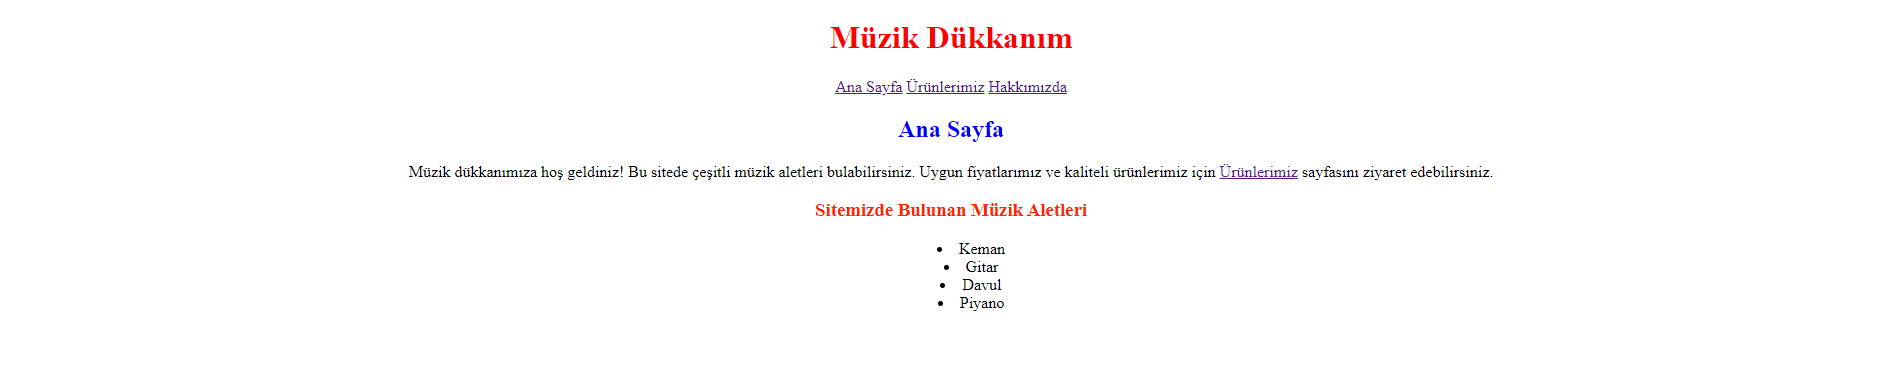 Müzik Dükkanım
Ana Sayfa Ürünlerimiz Hakkımızda
Ana Sayfa
Müzik dükkanımıza hoş geldiniz! Bu sitede çeşitli müzik aletleri bulabilirsiniz. Uygun fiyatlarımız ve kaliteli ürünlerimiz için Ürünlerimiz sayfasını ziyaret edebilirsiniz.
Sitemizde Bulunan Müzik Aletleri
• Keman
• Gitar
• Davul
• Piyano